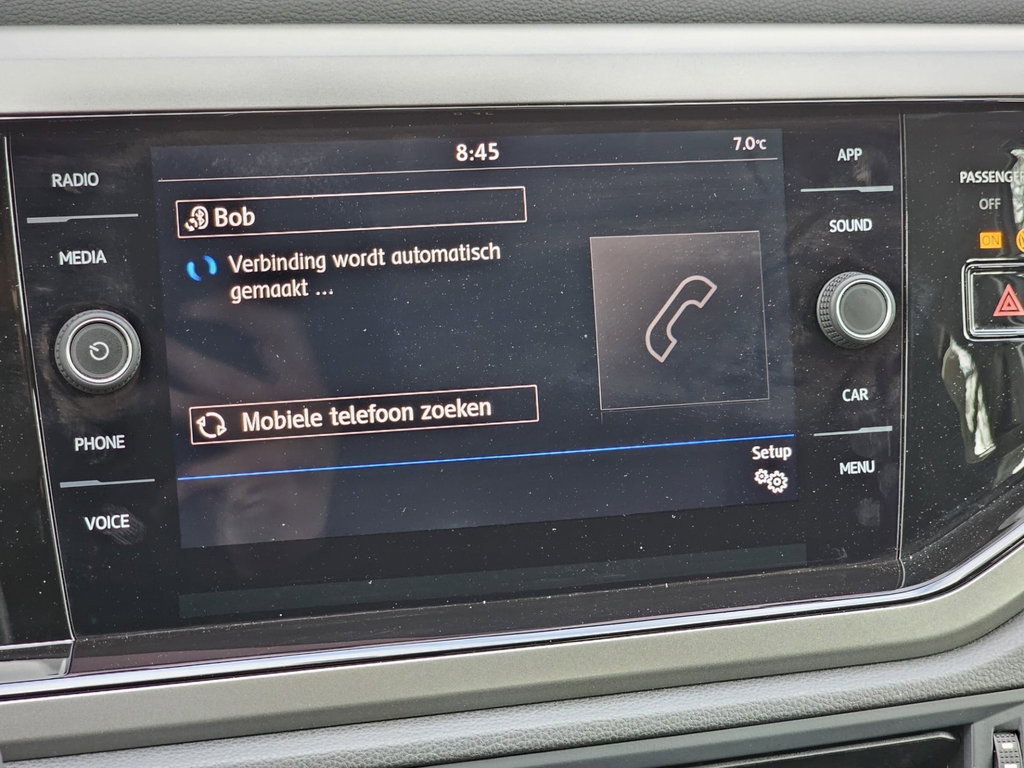 8:45
7.0°C
RADIO
MEDIA
PHONE
VOICE
Bob
Verbinding wordt automatisch
gemaakt ...
Mobiele telefoon zoeken
Setup
APP
SOUND
CAR
MENU
OFF
ON